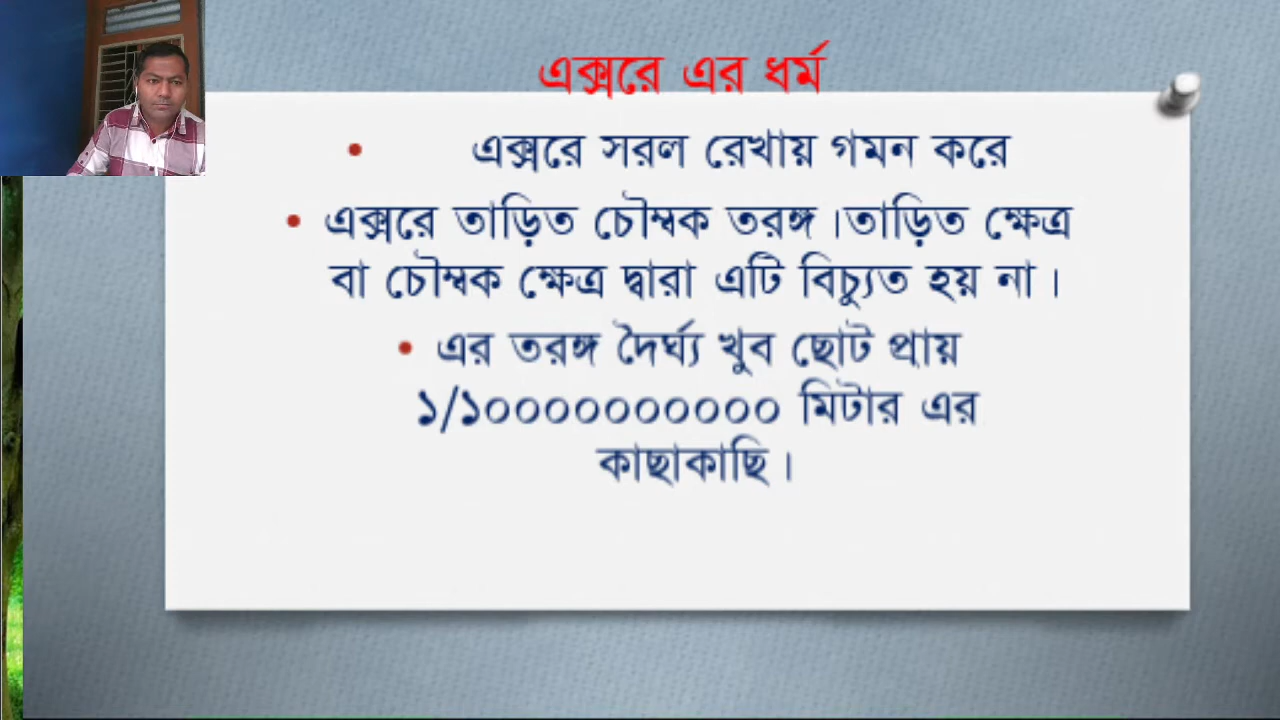 এক্সরে এর ধর্ম
• এক্সরে সরল রেখায় গমন করে
• এক্সরে তাড়িত চৌম্বক তরঙ্গ।তাড়িত ক্ষেত্র
বা চৌম্বক ক্ষেত্র দ্বারা এটি বিচ্যুত হয় না।
• এর তরঙ্গ দৈর্ঘ্য খুব ছোট প্রায়
১/১০০০০০০০০০০ মিটার এর
কাছাকাছি।